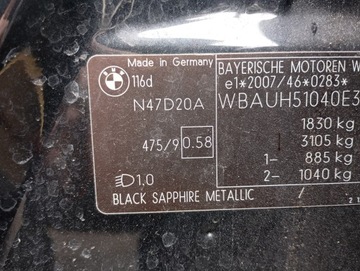 Made in Germany
BMW
116d
N47D20A
475/9 0.58
1,0
BLACK SAPPHIRE METALLIC
BAYERISCHE MOTOREN W
e1*2007/46*0283*
WBAUH51040E3
1830 kg
3105 kg
1- 885 kg
2- 1040 kg
/